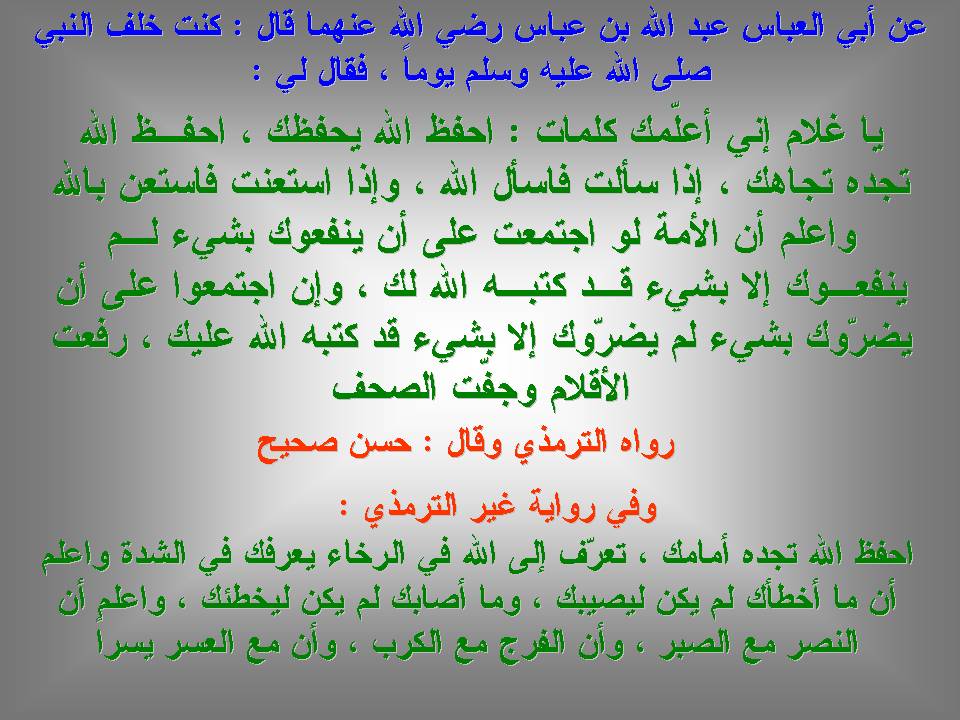 عن أبي العباس عبد الله بن عباس رضي الله عنهما قال : كنت خلف النبي
صلى الله عليه وسلم يوماً ، فقال لي :
يا غلام إني أعلّمك كلمات : احفظ الله يحفظك ، احفـــظ الله
تجده تجاهك ، إذا سألت فاسأل الله ، وإذا استعنت فاستعن بالله
واعلم أن الأمة لو اجتمعت على أن ينفعوك بشيء لـــم
ينفعـــوك إلا بشيء قـــد كتبـــه الله لك ، وإن اجتمعوا على أن
يضرّوك بشيء لم يضرّوك إلا بشيء قد كتبه الله عليك ، رفعت
الأقلام وجفّت الصحف
رواه الترمذي وقال : حسن صحيح
وفي رواية غير الترمذي :
احفظ الله تجده أمامك ، تعرّف إلى الله في الرخاء يعرفك في الشدة واعلم
أن ما أخطأك لم يكن ليصيبك ، وما أصابك لم يكن ليخطئك ، واعلم أن
النصر مع الصبر ، وأن الفرج مع الكرب ، وأن مع العسر يسراً